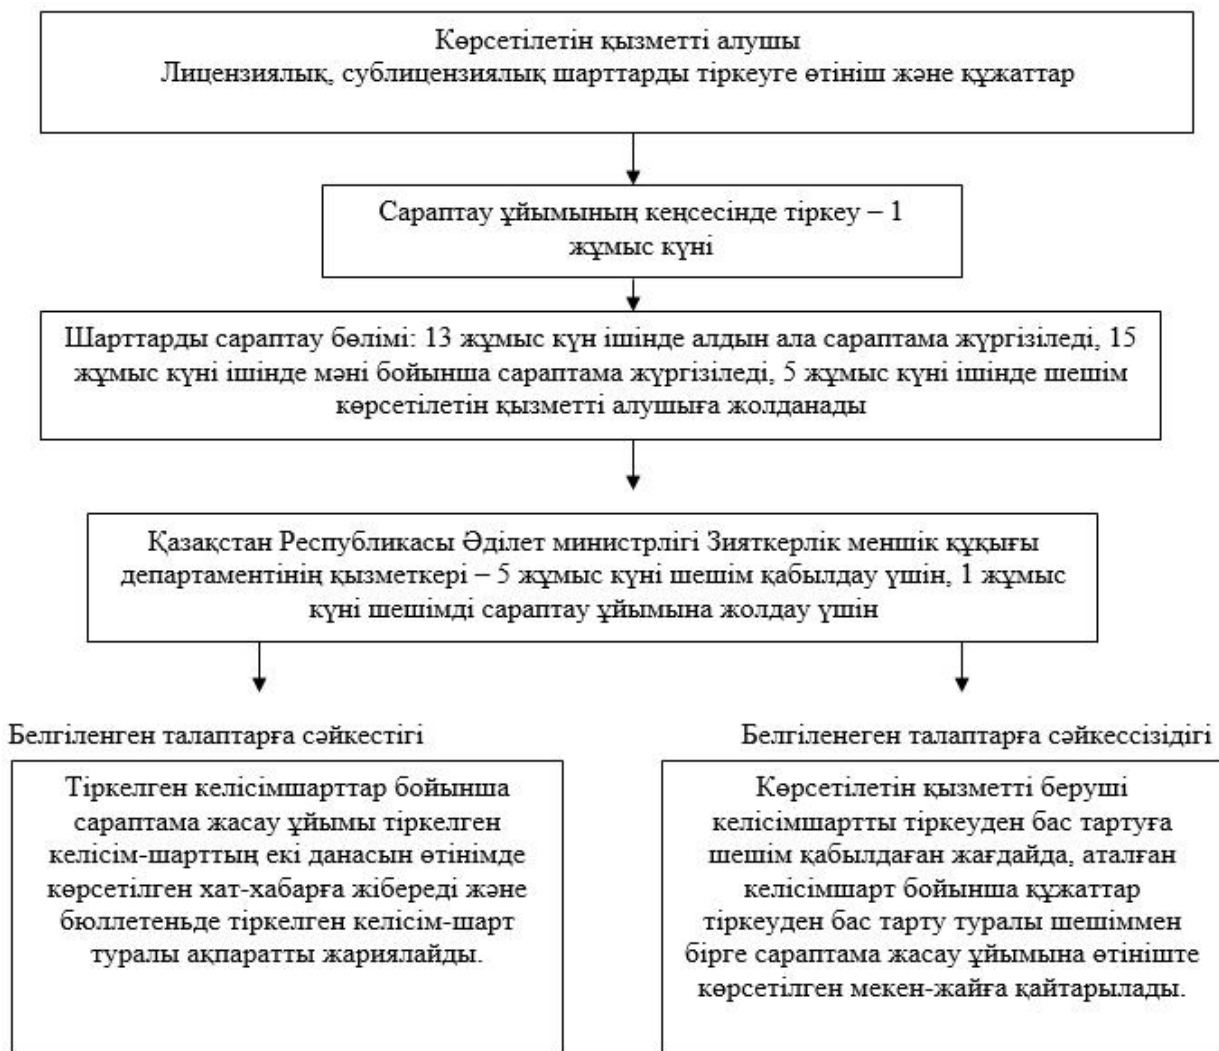 Көрсетілетін қызметті алушы
Лицензиялық, сублицензиялық шарттарды тіркеуге өтініш және құжаттар
Сараптау ұйымының кеңсесінде тіркеу – 1
жұмыс күні
Шарттарды сараптау бөлімі: 13 жұмыс күн ішінде алдын ала сараптама жүргізіледі, 15
жұмыс күні ішінде мәні бойынша сараптама жүргізіледі, 5 жұмыс күні ішінде шешім
көрсетілетін қызметті алушыға жолданады
Қазақстан Республикасы Әділет министрлігі Зияткерлік меншік құқығы
департаментінің қызметкері – 5 жұмыс күні шешім қабылдау үшін, 1 жұмыс
күні шешімді сараптау ұйымына жолдау үшін
Белгіленген талаптарға сәйкестігі
Тіркелген келісімшарттар бойынша
сараптама жасау ұйымы тіркелген
келісім-шарттың екі данасын өтінімде
көрсетілген хат-хабарға жібереді және
бюллетеньде тіркелген келісім-шарт
туралы ақпаратты жариялайды.
Белгіленеген талаптарға сәйкессізідігі
Көрсетілетін қызметті беруші
келісімшартты тіркеуден бас тартуға
шешім қабылдаған жағдайда, аталған
келісімшарт бойынша құжаттар
тіркеуден бас тарту туралы шешіммен
бірге сараптама жасау ұйымына өтініште
көрсетілген мекен-жайға қайтарылады.